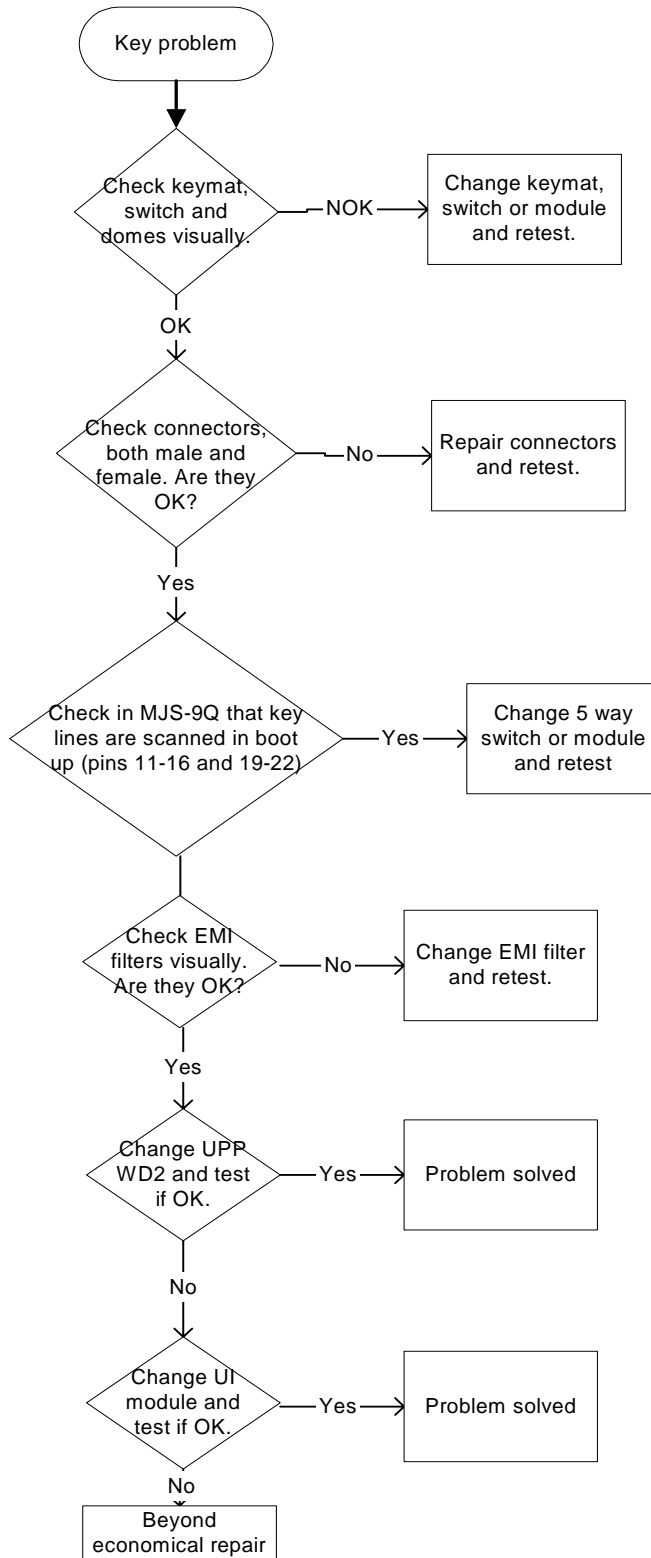 Key problem
Check keymat,
switch and
domes visually.
NOK
Change keymat,
switch or module
and retest.
OK
Check connectors,
both male and
female. Are they
OK?
No
Repair connectors
and retest.
Yes
Check in MJS-9Q that key
lines are scanned in boot
up (pins 11-16 and 19-22)
Yes
Change 5 way
switch or module
and retest
Check EMI
filters visually.
Are they OK?
No
Change EMI filter
and retest.
Yes
Change UPP
WD2 and test
if OK.
Yes
Problem solved
No
Change UI
module and
test if OK.
Yes
Problem solved
No
Beyond
economical repair